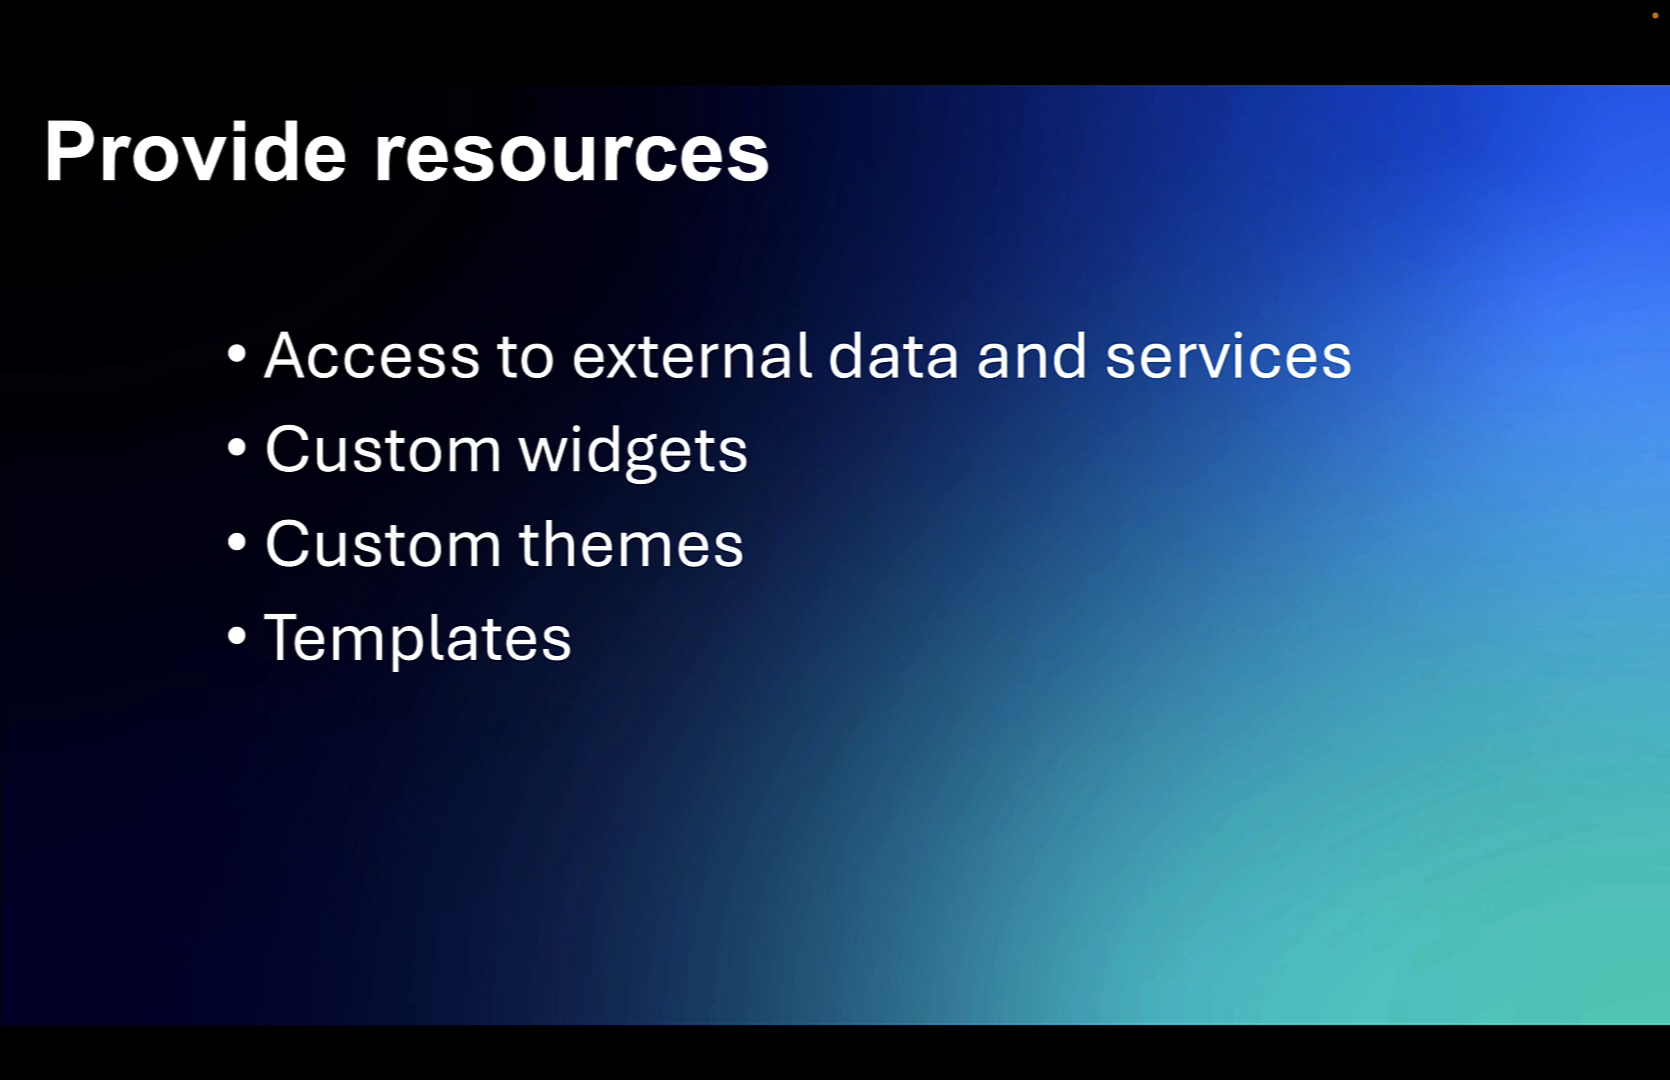 Provide resources
• Access to external data and services
• Custom widgets
• Custom themes
• Templates